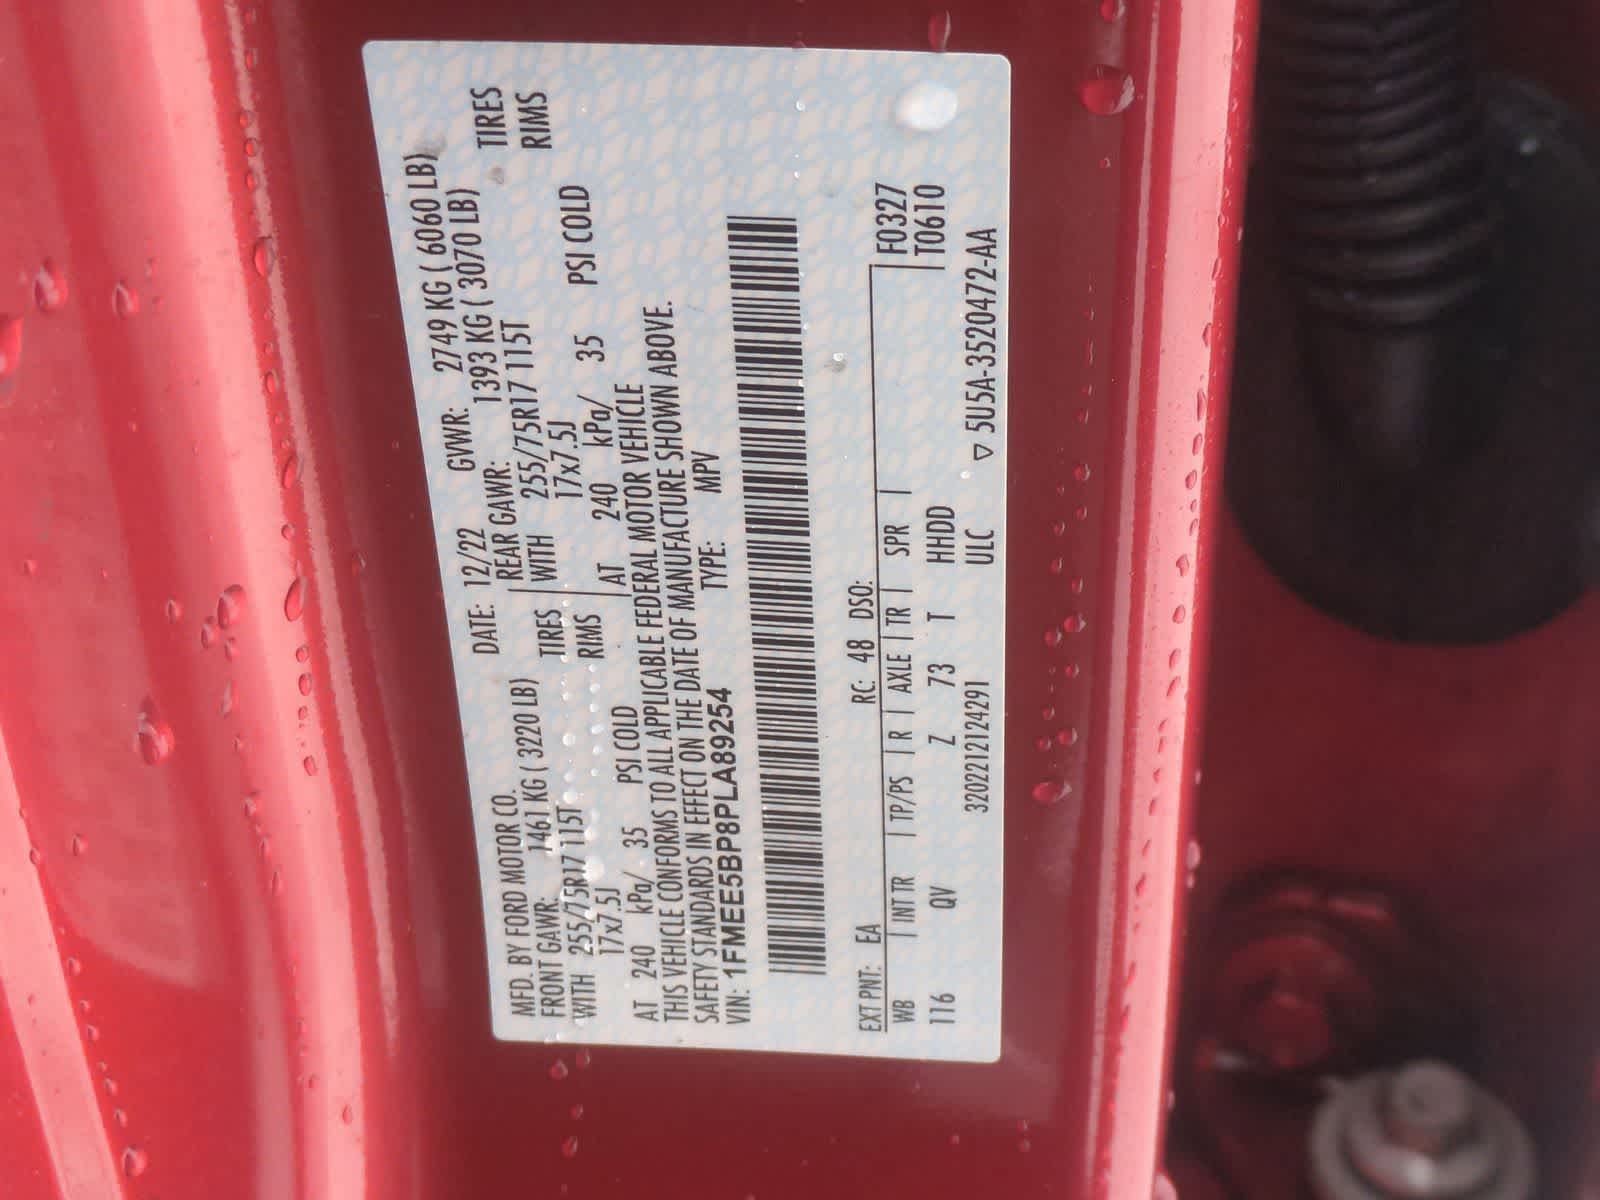 MFD. BY FORD MOTOR CO.
DATE: 12/22 GVWR: 2749 KG ( 6060 LB)
FRONT GAWR: 1461 KG ( 3220 LB) REAR GAWR: 1393 KG ( 3070 LB)
WITH 255/75R17 115T TIRES WITH 255/75R17 115T TIRES
17x7.5J RIMS 17x7.5J RIMS
AT 240 kPa/ 35 PSI COLD AT 240 kPa/ 35 PSI COLD
THIS VEHICLE CONFORMS TO ALL APPLICABLE FEDERAL MOTOR VEHICLE
SAFETY STANDARDS IN EFFECT ON THE DATE OF MANUFACTURE SHOWN ABOVE.
VIN: 1FMEE5BP8PLA89254 TYPE: MPV
EXT PNT: EA RC: 48 DSO: F0327
WB | INT TR | TP/PS | R | AXLE | TR | SPR | T0610
116 QV Z 73 T HHDD
32022121242​91 ULC ▽ 5U5A-3520472-AA